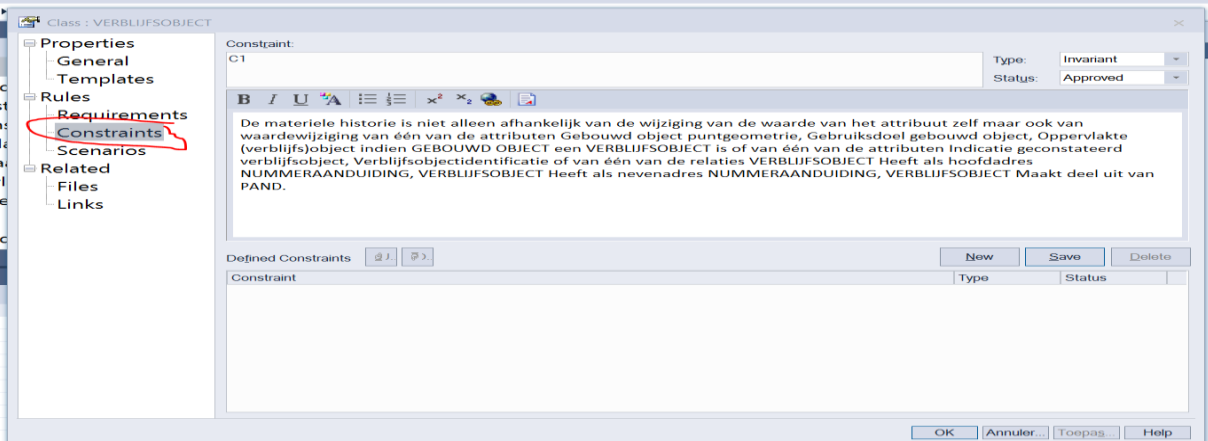 Class : VERBLIJFSOBJECT
Properties
General
Templates
Rules
Requirements
Constraints
Scenarios
Related
Files
Links
Constraint:
C1
Type: Invariant
Status: Approved
B I U A x² ×₂
De materiele historie is niet alleen afhankelijk van de wijziging van de waarde van het attribuut zelf maar ook van
waardewijziging van één van de attributen Gebouwd object puntgeometrie, Gebruiksdoel gebouwd object, Oppervlakte
(verblijfs)object indien GEBOUWD OBJECT een VERBLIJFSOBJECT is of van één van de attributen Indicatie geconstateerd
verblijfsobject, Verblijfsobjectidentificatie of van één van de relaties VERBLIJFSOBJECT Heeft als hoofdadres
NUMMERAANDUIDING, VERBLIJFSOBJECT Heeft als nevenadres NUMMERAANDUIDING, VERBLIJFSOBJECT Maakt deel uit van
PAND.
Defined Constraints
New Save Delete
Constraint Type Status
OK Annuler... Toepas... Help